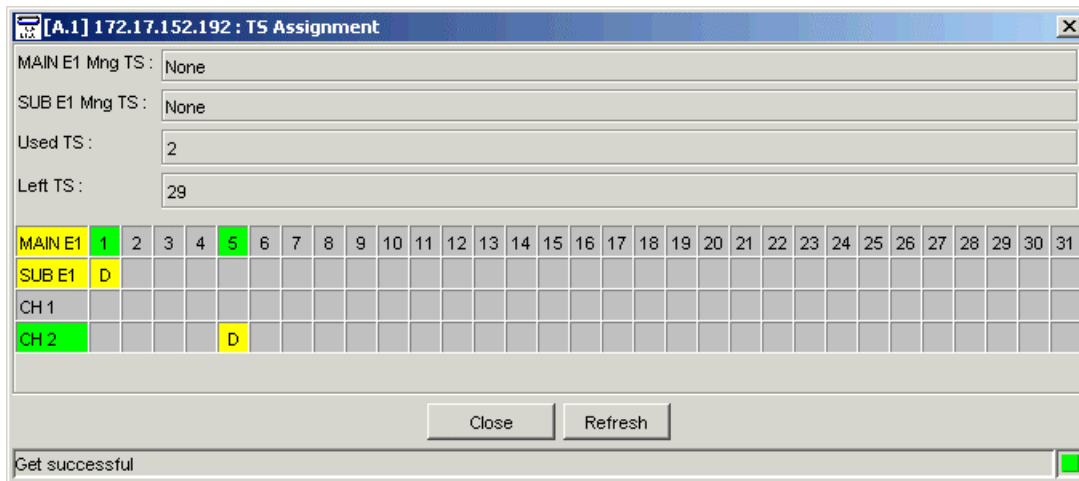 [A.1] 172.17.152.192 : TS Assignment
MAIN E1 Mng TS : None
SUB E1 Mng TS : None
Used TS : 2
Left TS : 29
MAIN E1 1 2 3 4 5 6 7 8 9 10 11 12 13 14 15 16 17 18 19 20 21 22 23 24 25 26 27 28 29 30 31
SUB E1 D
CH 1
CH 2 D
Close Refresh
Get successful